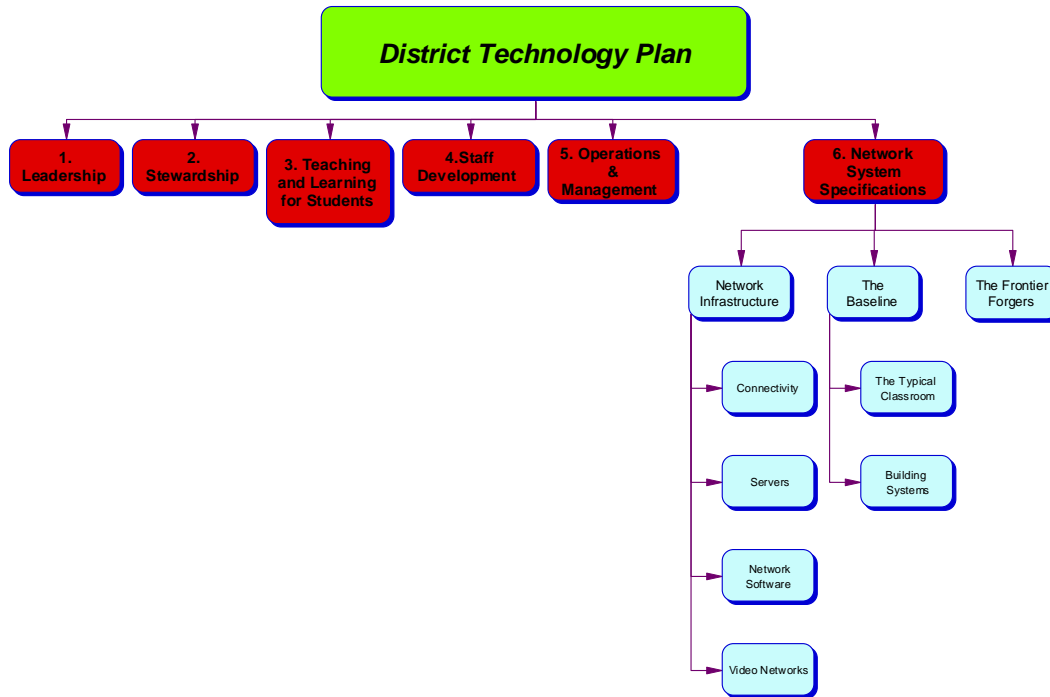 District Technology Plan
1.
Leadership
2.
Stewardship
3. Teaching
and Learning
for Students
4.Staff
Development
5. Operations
&
Management
6. Network
System
Specifications
Network
Infrastructure
The
Baseline
The Frontier
Forgers
Connectivity
The Typical
Classroom
Servers
Building
Systems
Network
Software
Video Networks